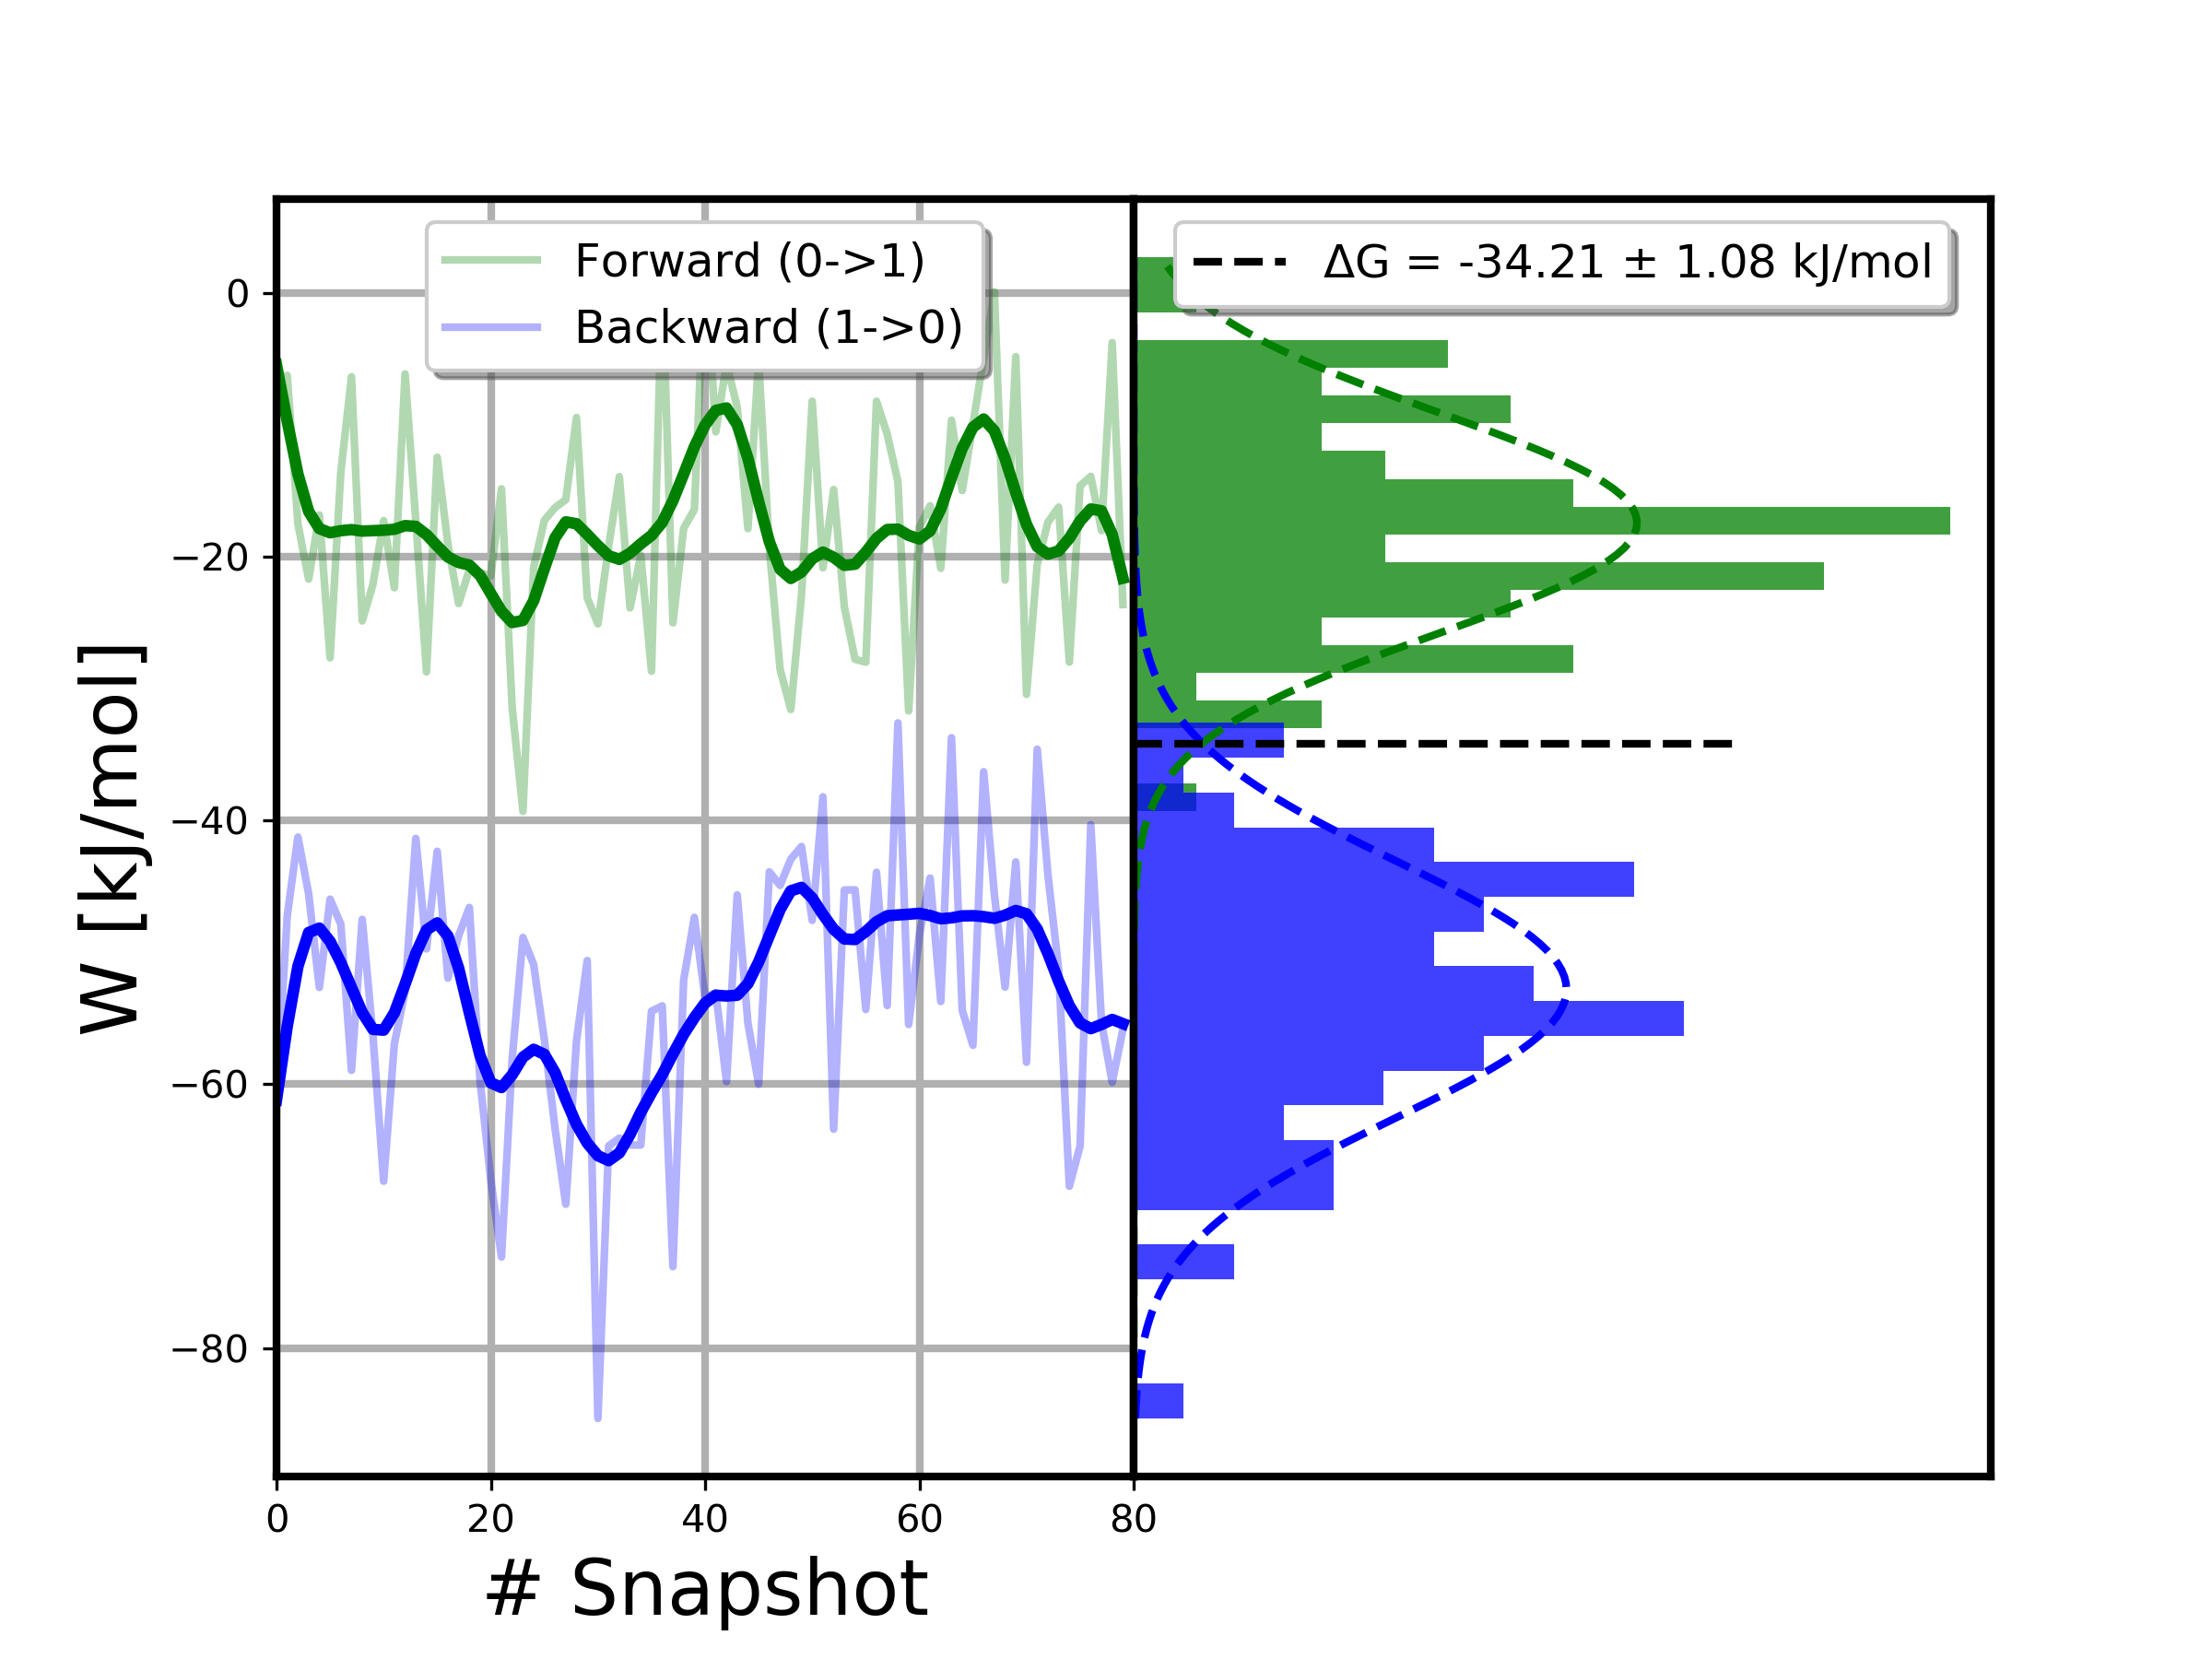 Forward (0->1)
Backward (1->0)
ΔG = -34.21 ± 1.08 kJ/mol
W [kJ/mol]
0
−20
−40
−60
−80
0 20 40 60 80
# Snapshot